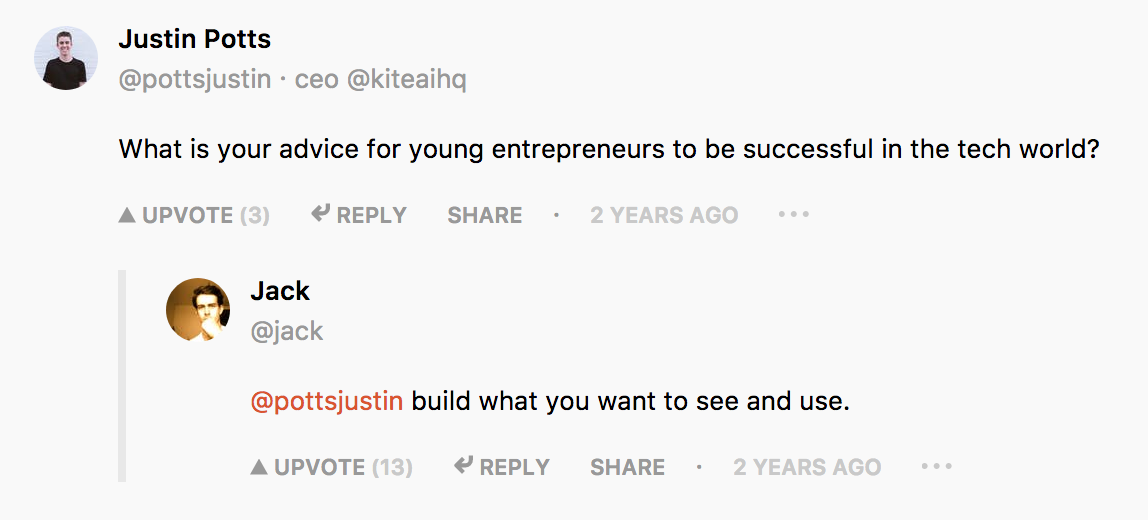 Justin Potts
@pottsjustin · ceo @kiteaihq
What is your advice for young entrepreneurs to be successful in the tech world?
▲ UPVOTE (3) REPLY SHARE · 2 YEARS AGO •••
Jack
@jack
@pottsjustin build what you want to see and use.
▲ UPVOTE (13) REPLY SHARE · 2 YEARS AGO •••